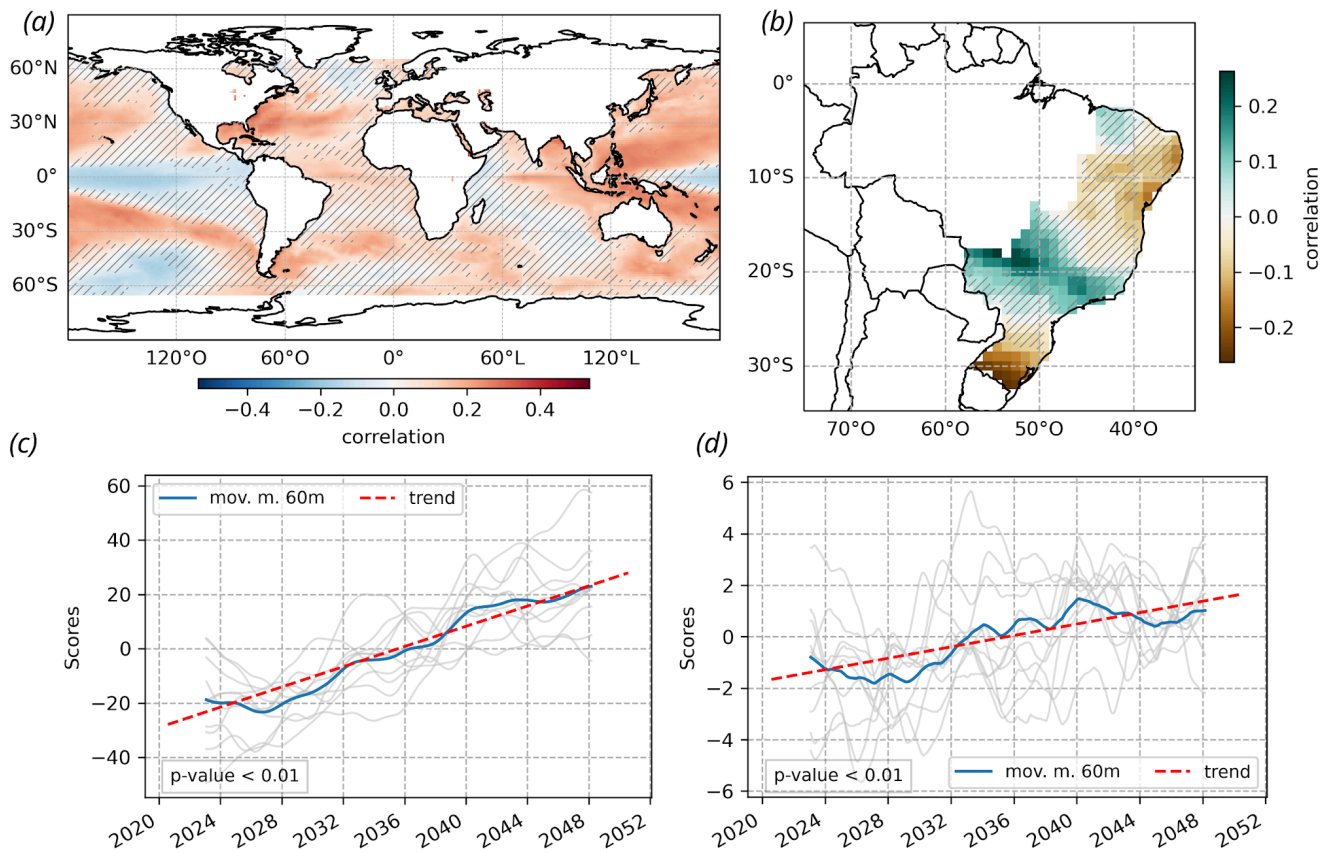 (a)
60°N
30°N
0°
30°S
60°S
120°O 60°O 0° 60°L 120°L
−0.4 −0.2 0.0 0.2 0.4
correlation
(b)
0°
10°S
20°S
30°S
70°O 60°O 50°O 40°O
0.2
0.1
0.0
−0.1
−0.2
correlation
(c)
mov. m. 60m trend
60
40
20
0
−20
−40
Scores
p-value < 0.01
2020 2024 2028 2032 2036 2040 2044 2048 2052
(d)
6
4
2
0
−2
−4
−6
Scores
p-value < 0.01
mov. m. 60m trend
2020 2024 2028 2032 2036 2040 2044 2048 2052